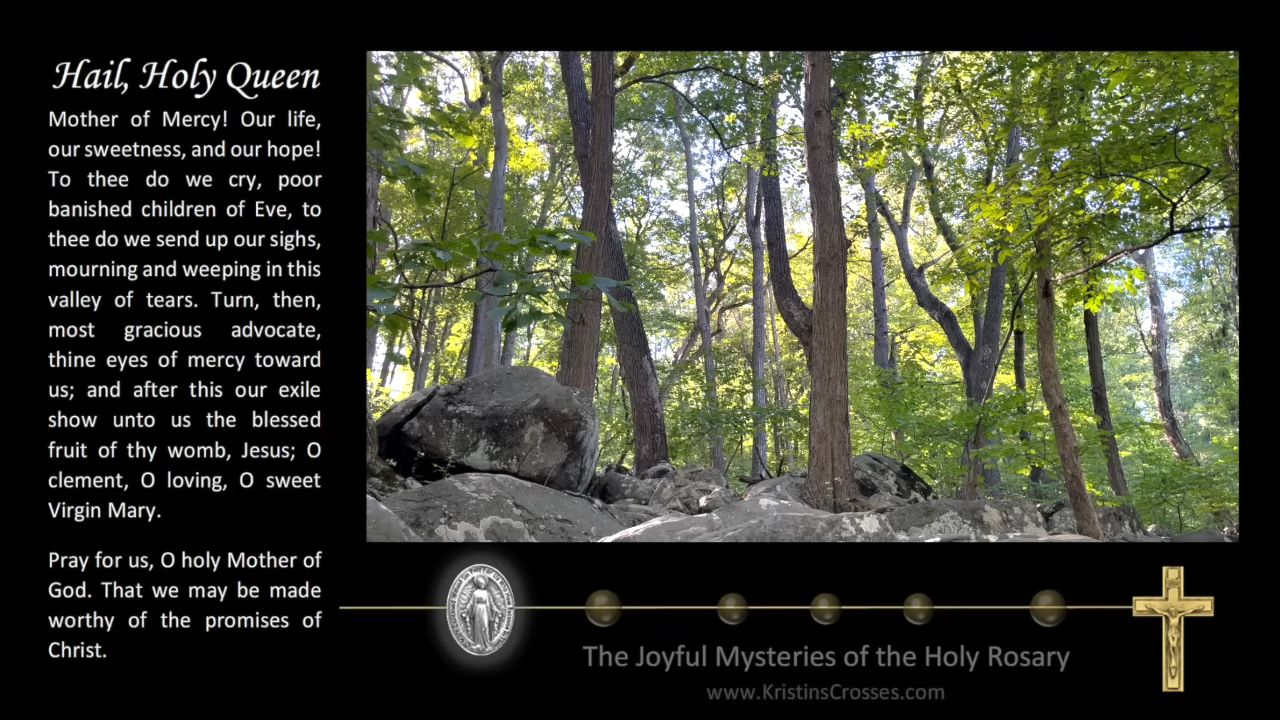 Hail, Holy Queen
Mother of Mercy! Our life,
our sweetness, and our hope!
To thee do we cry, poor
banished children of Eve, to
thee do we send up our sighs,
mourning and weeping in this
valley of tears. Turn, then,
most gracious advocate,
thine eyes of mercy toward
us; and after this our exile
show unto us the blessed
fruit of thy womb, Jesus; O
clement, O loving, O sweet
Virgin Mary.
Pray for us, O holy Mother of
God. That we may be made
worthy of the promises of
Christ.
The Joyful Mysteries of the Holy Rosary
www.KristinsCrosses.com